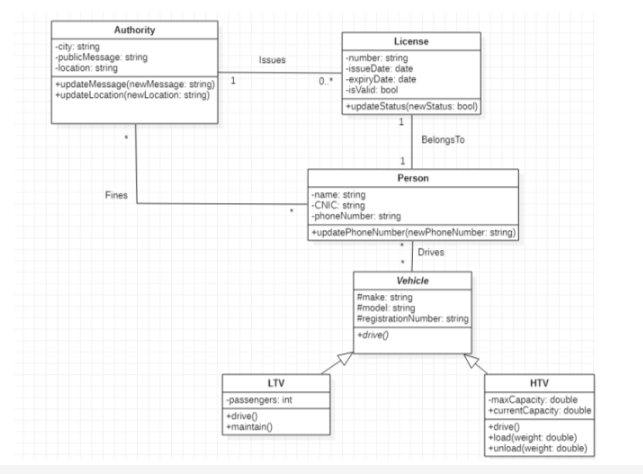 Authority
-city: string
-publicMessage: string
-location: string
+updateMessage(newMessage: string)
+updateLocation(newLocation: string)
Issues
1
0..*
License
-number: string
-issueDate: date
-expiryDate: date
-isValid: bool
+updateStatus(newStatus: bool)
1
BelongsTo
1
*
Fines
*
Person
-name: string
-CNIC: string
-phoneNumber: string
+updatePhoneNumber(newPhoneNumber: string)
*
Drives
*
Vehicle
#make: string
#model: string
#registrationNumber: string
+drive()
LTV
-passengers: int
+drive()
+maintain()
HTV
-maxCapacity: double
+currentCapacity: double
+drive()
+load(weight: double)
+unload(weight: double)